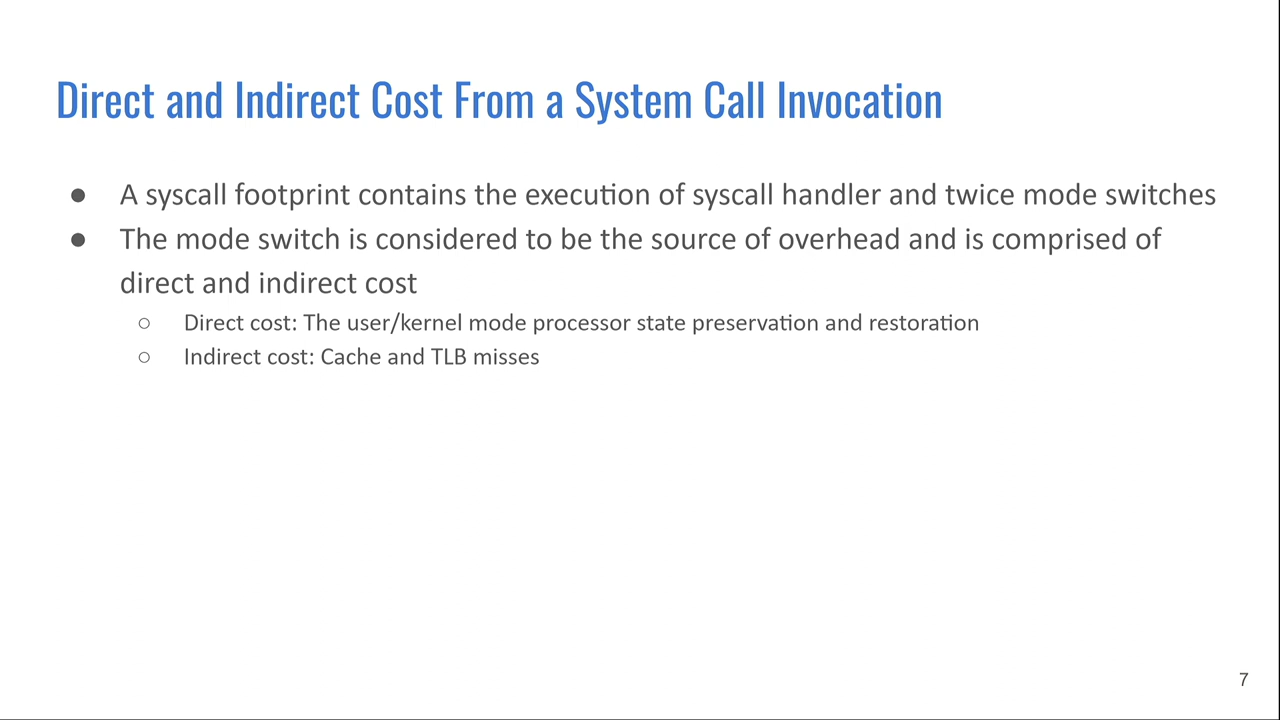 Direct and Indirect Cost From a System Call Invocation
● A syscall footprint contains the execution of syscall handler and twice mode switches
● The mode switch is considered to be the source of overhead and is comprised of
direct and indirect cost
○ Direct cost: The user/kernel mode processor state preservation and restoration
○ Indirect cost: Cache and TLB misses
7